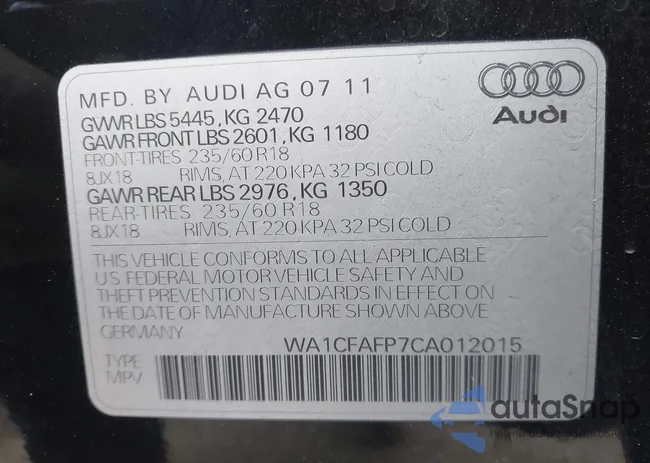 MFD. BY AUDI AG 07 11
GVWR LBS 5445, KG 2470
GAWR FRONT LBS 2601, KG 1180
FRONT-TIRES 235/60 R18
8JX18 RIMS, AT 220 KPA 32 PSI COLD
GAWR REAR LBS 2976, KG 1350
REAR-TIRES 235/60 R18
8JX18 RIMS, AT 220 KPA 32 PSI COLD
THIS VEHICLE CONFORMS TO ALL APPLICABLE
U.S. FEDERAL MOTOR VEHICLE SAFETY AND
THEFT PREVENTION STANDARDS IN EFFECT ON
THE DATE OF MANUFACTURE SHOWN ABOVE
GERMANY
WA1CFAFP7CA012015
TYPE
MPV
Audi
autoSnap